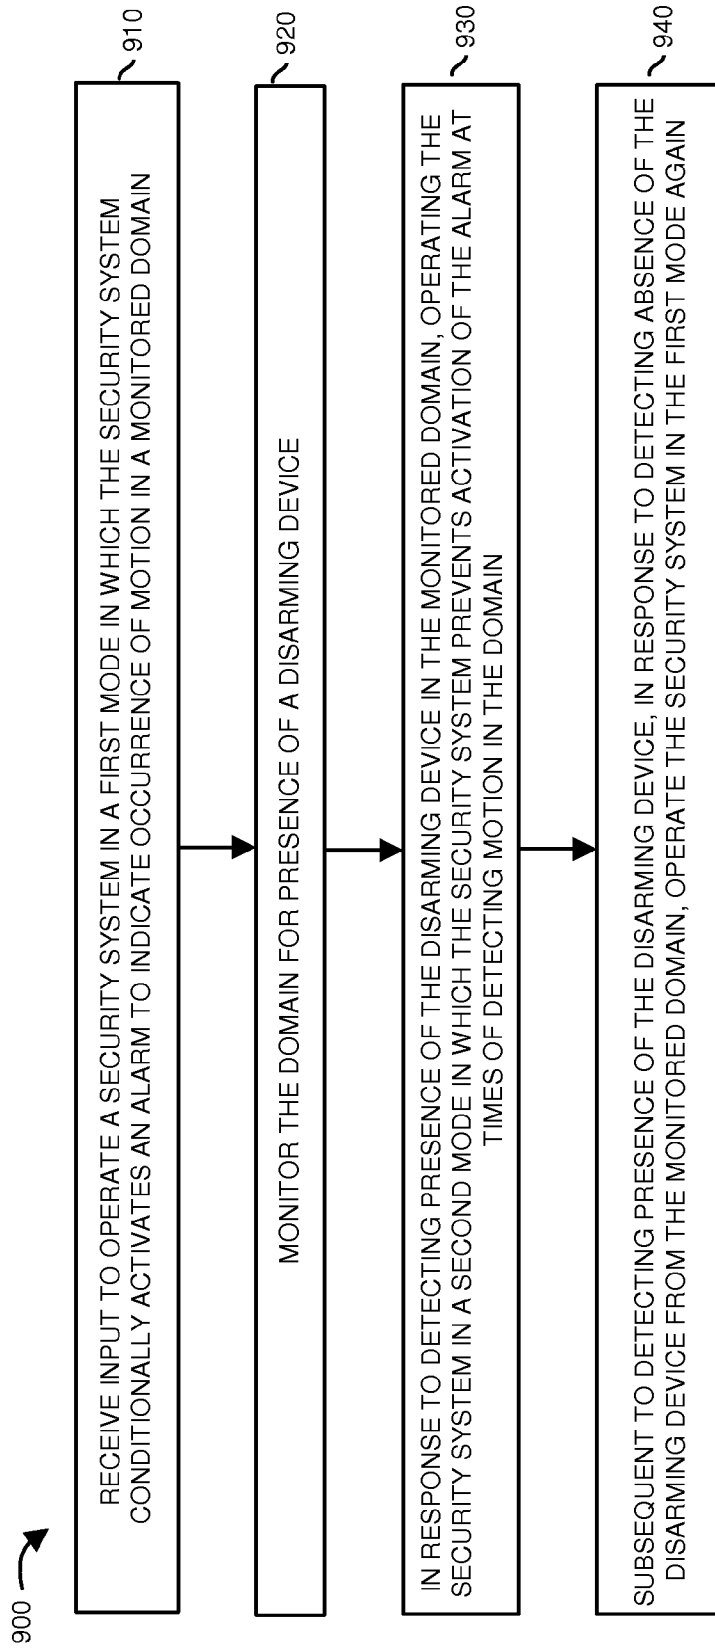 900
910
RECEIVE INPUT TO OPERATE A SECURITY SYSTEM IN A FIRST MODE IN WHICH THE SECURITY SYSTEM
CONDITIONALLY ACTIVATES AN ALARM TO INDICATE OCCURRENCE OF MOTION IN A MONITORED DOMAIN
920
MONITOR THE DOMAIN FOR PRESENCE OF A DISARMING DEVICE
930
IN RESPONSE TO DETECTING PRESENCE OF THE DISARMING DEVICE IN THE MONITORED DOMAIN, OPERATING THE
SECURITY SYSTEM IN A SECOND MODE IN WHICH THE SECURITY SYSTEM PREVENTS ACTIVATION OF THE ALARM AT
TIMES OF DETECTING MOTION IN THE DOMAIN
940
SUBSEQUENT TO DETECTING PRESENCE OF THE DISARMING DEVICE, IN RESPONSE TO DETECTING ABSENCE OF THE
DISARMING DEVICE FROM THE MONITORED DOMAIN, OPERATE THE SECURITY SYSTEM IN THE FIRST MODE AGAIN